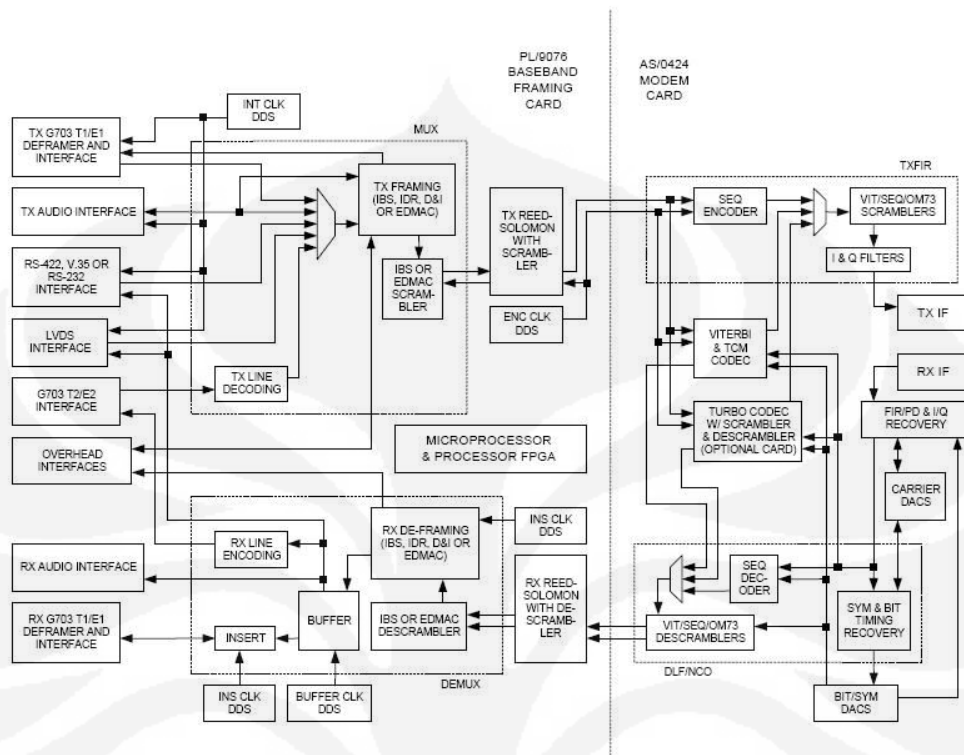 PL/9076
BASEBAND
FRAMING
CARD
AS/0424
MODEM
CARD
INT CLK
DDS
TX G703 T1/E1
DEFRAMER AND
INTERFACE
MUX
TXFIR
TX FRAMING
(IBS, IDR, D&I
OR EDMAC)
TX AUDIO INTERFACE
TX REED-
SOLOMON
WITH
SCRAMBLER
SEQ
ENCODER
VIT/SEQ/OM73
SCRAMBLERS
RS-422, V.35 OR
RS-232
INTERFACE
IBS OR
EDMAC
SCRAM-
BLER
I & Q FILTERS
ENC CLK
DDS
TX IF
LVDS
INTERFACE
VITERBI
& TCM
CODEC
TX LINE
DECODING
RX IF
G703 T2/E2
INTERFACE
TURBO CODEC
W/ SCRAMBLER
& DESCRAMBLER
(OPTIONAL CARD)
FIR/PD & I/Q
RECOVERY
OVERHEAD
INTERFACES
MICROPROCESSOR
& PROCESSOR FPGA
CARRIER
DACS
RX DE-FRAMING
(IBS, IDR, D&I OR
EDMAC)
INS CLK
DDS
RX LINE
ENCODING
RX AUDIO INTERFACE
RX REED-
SOLOMON
WITH DE-
SCRAMB-
LER
SEQ
DEC-
ODER
BUFFER
IBS OR EDMAC
DESCRAMBLER
SYM & BIT
TIMING
RECOVERY
RX G703 T1/E1
DEFRAMER AND
INTERFACE
INSERT
VIT/SEQ/OM73
DESCRAMBLERS
DEMUX
DLF/NCO
INS CLK
DDS
BUFFER CLK
DDS
BIT/SYM
DACS